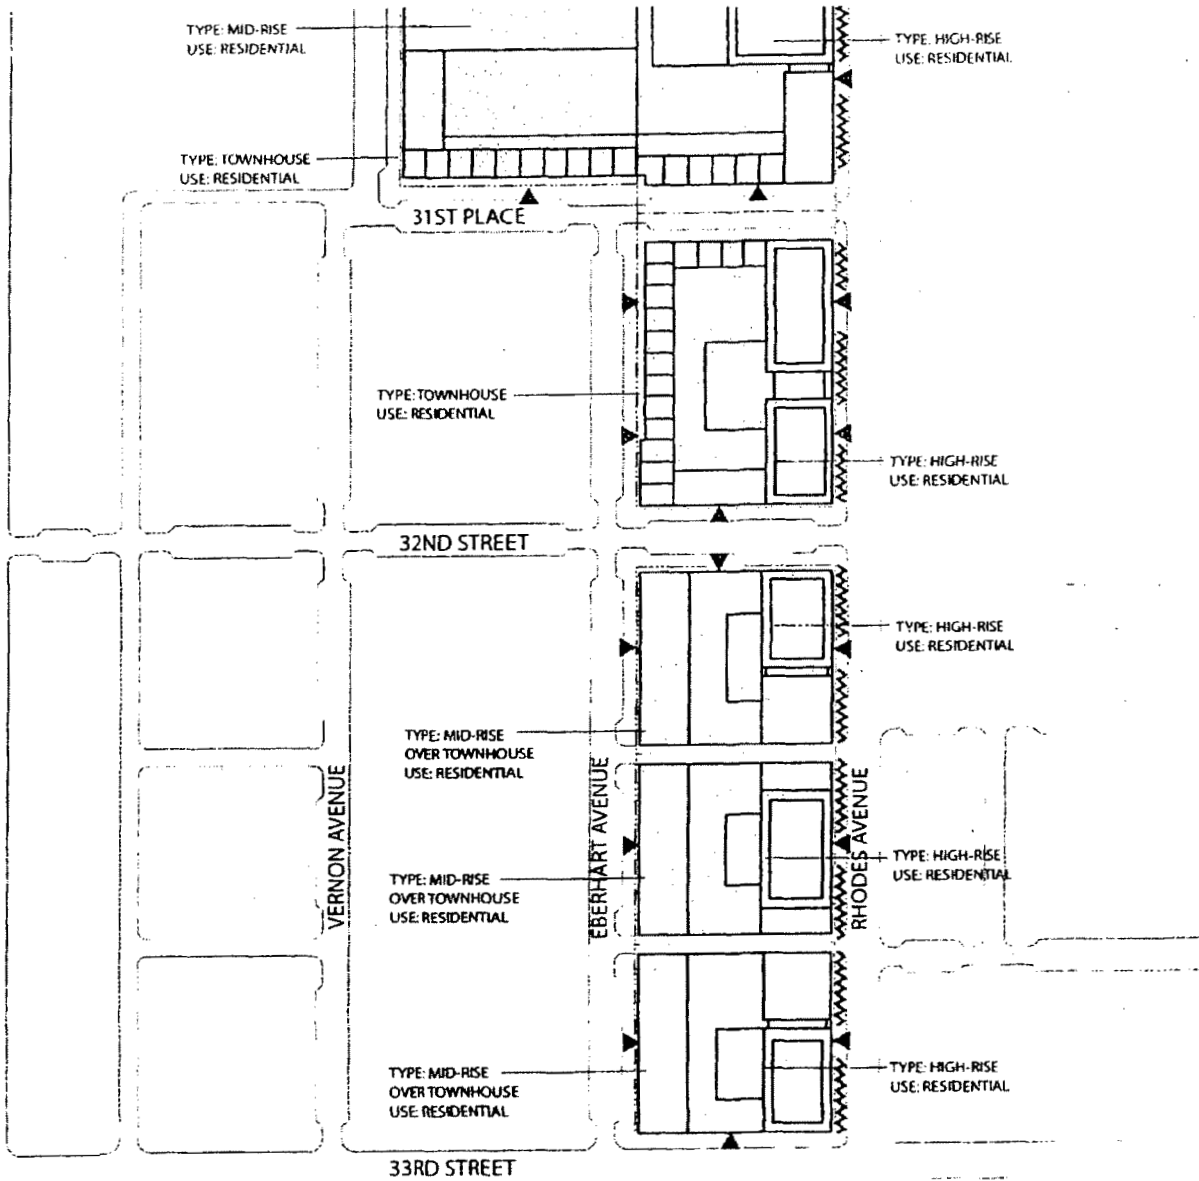 TYPE: MID-RISE
USE: RESIDENTIAL
TYPE: HIGH-RISE
USE: RESIDENTIAL
TYPE: TOWNHOUSE
USE: RESIDENTIAL
31ST PLACE
TYPE: TOWNHOUSE
USE: RESIDENTIAL
TYPE: HIGH-RISE
USE: RESIDENTIAL
32ND STREET
TYPE: HIGH-RISE
USE: RESIDENTIAL
TYPE: MID-RISE
OVER TOWNHOUSE
USE: RESIDENTIAL
VERNON AVENUE
EBERHART AVENUE
RHODES AVENUE
TYPE: HIGH-RISE
USE: RESIDENTIAL
TYPE: MID-RISE
OVER TOWNHOUSE
USE: RESIDENTIAL
TYPE: MID-RISE
OVER TOWNHOUSE
USE: RESIDENTIAL
TYPE: HIGH-RISE
USE: RESIDENTIAL
33RD STREET